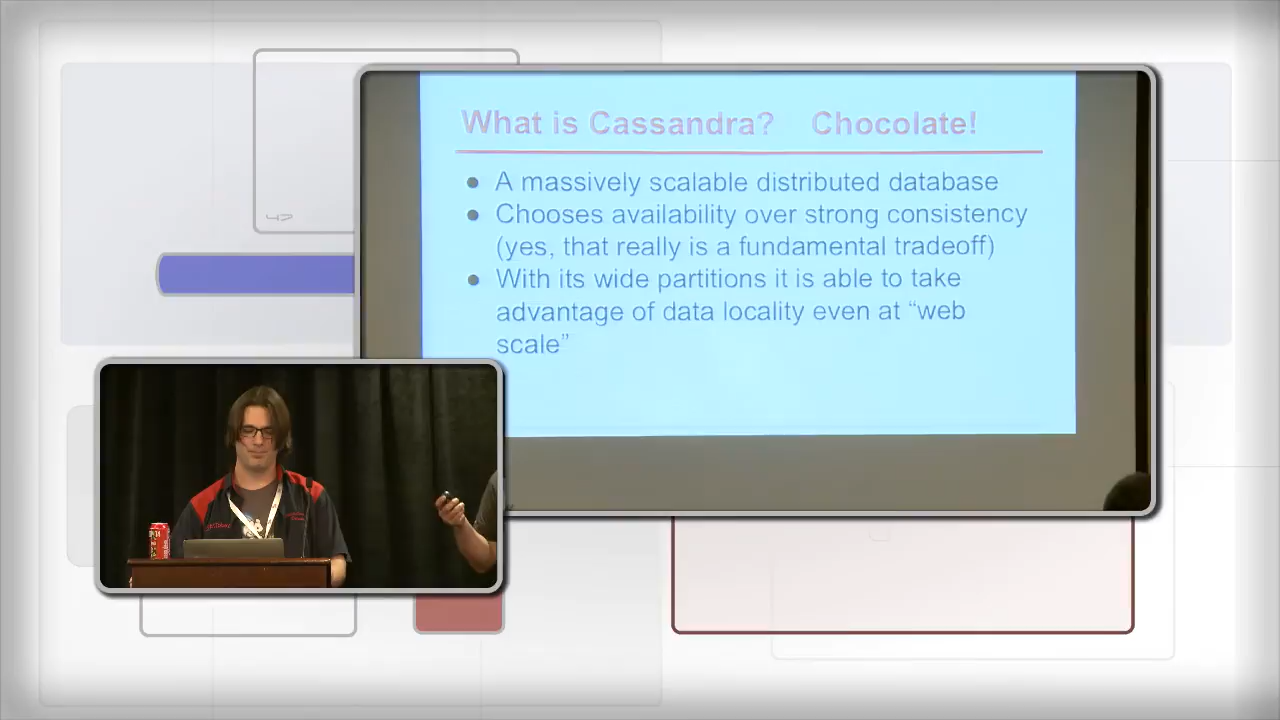 What is Cassandra? Chocolate!
A massively scalable distributed database
Chooses availability over strong consistency
(yes, that really is a fundamental tradeoff)
With its wide partitions it is able to take
advantage of data locality even at “web
scale”